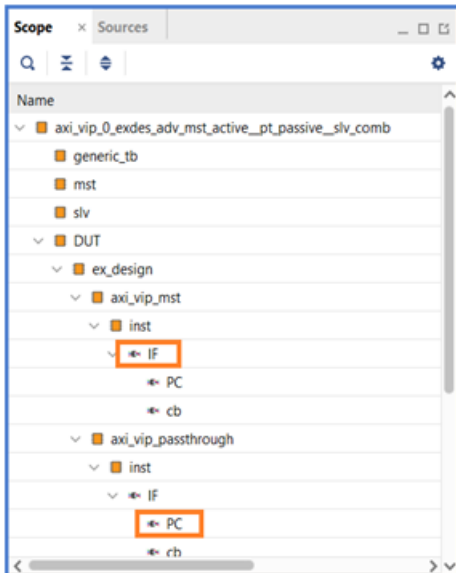 Scope × Sources
Name
axi_vip_0_exdes_adv_mst_active__pt_passive__slv_comb
generic_tb
mst
slv
DUT
ex_design
axi_vip_mst
inst
IF
PC
cb
axi_vip_passthrough
inst
IF
PC
cb